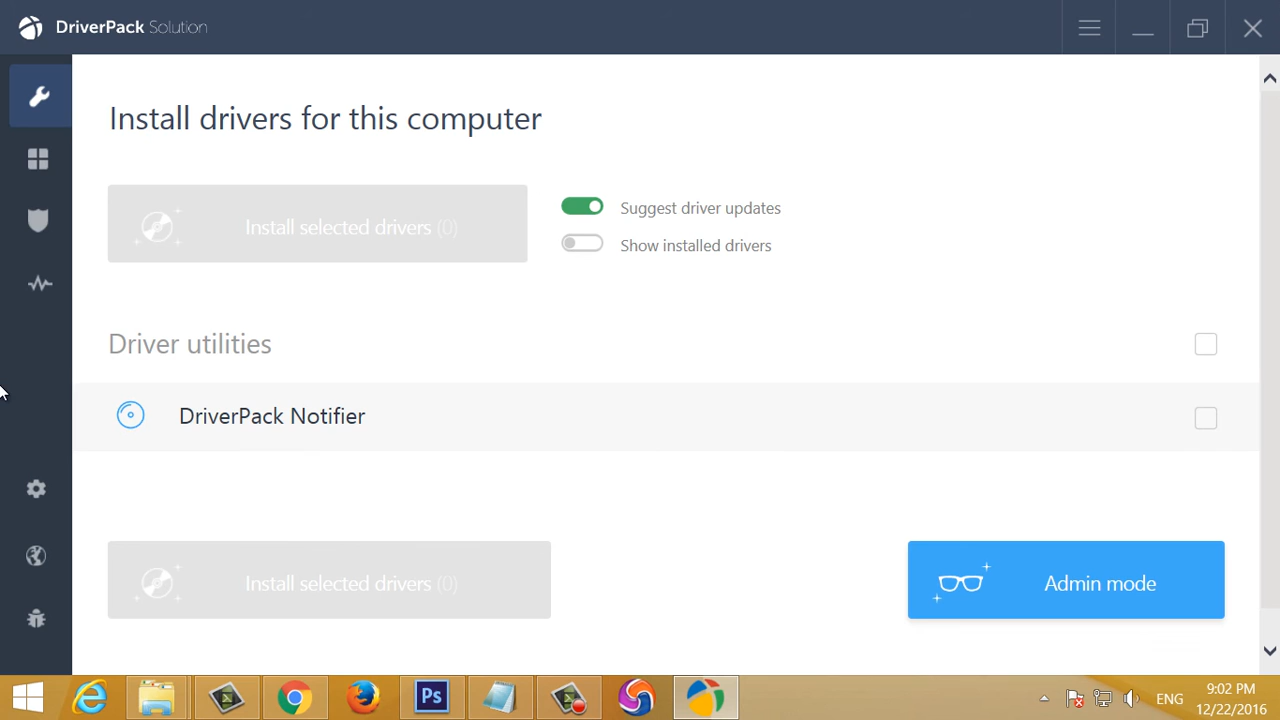 DriverPack Solution
Install drivers for this computer
Install selected drivers (0)
Suggest driver updates
Show installed drivers
Driver utilities
DriverPack Notifier
Install selected drivers (0)
Admin mode
Ps
ENG
9:02 PM
12/22/2016